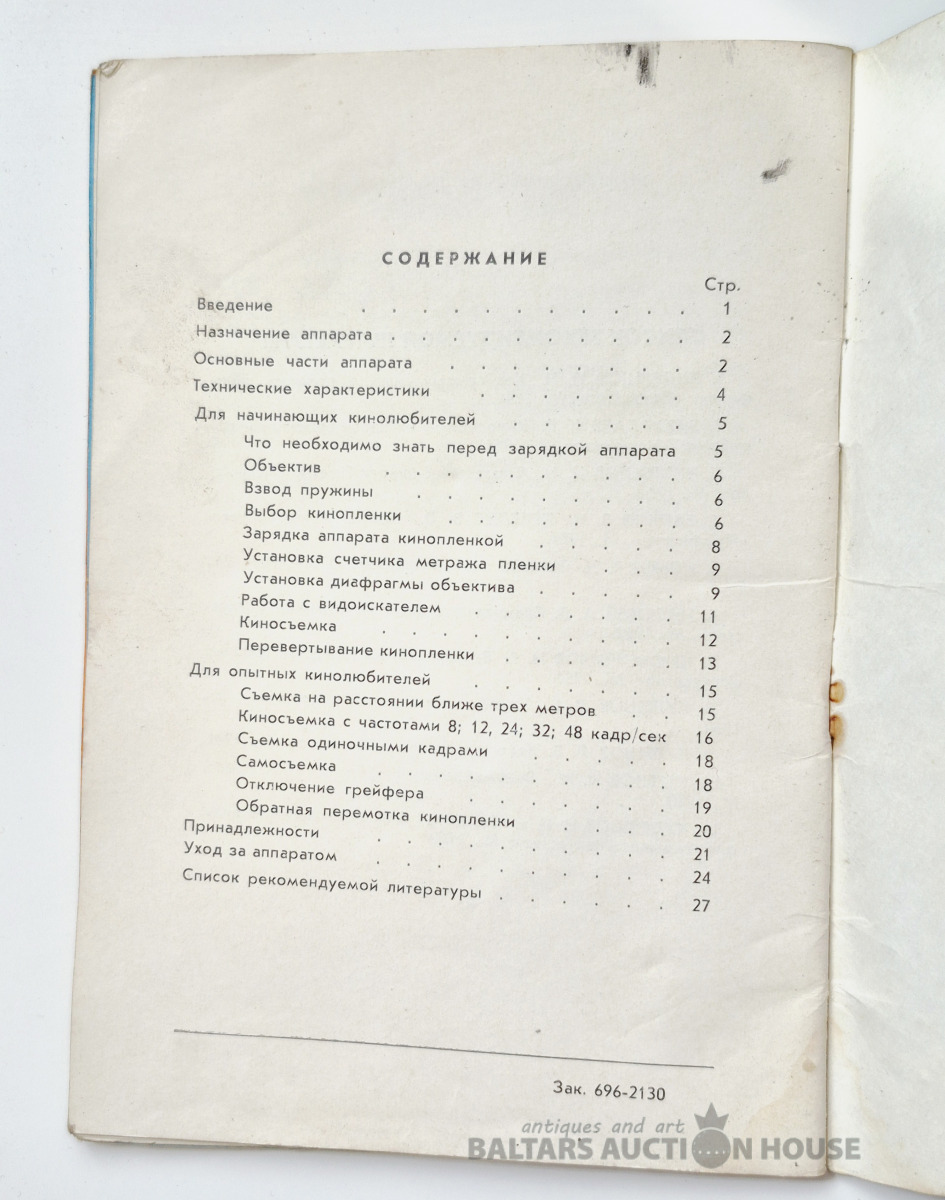 СОДЕРЖАНИЕ
Стр.
Введение . . . . . . . . . . . 1
Назначение аппарата . . . . . . . . . . 2
Основные части аппарата . . . . . . . . 2
Технические характеристики . . . . . . . 4
Для начинающих кинолюбителей . . . . . . 5
Что необходимо знать перед зарядкой аппарата 5
Объектив . . . . . . . . . . 6
Взвод пружины . . . . . . . . . 6
Выбор кинопленки . . . . . . . . 6
Зарядка аппарата кинопленкой . . . . . 8
Установка счетчика метража пленки . . . 9
Установка диафрагмы объектива . . . . . 9
Работа с видоискателем . . . . . . . 11
Киносъемка . . . . . . . . . . 12
Перевертывание кинопленки . . . . . . 13
Для опытных кинолюбителей . . . . . . . 15
Съемка на расстоянии ближе трех метров . . 15
Киносъемка с частотами 8; 12, 24; 32; 48 кадр/сек 16
Съемка одиночными кадрами . . . . . 18
Самосъемка . . . . . . . . . . 18
Отключение грейфера . . . . . . . 19
Обратная перемотка кинопленки . . . . 20
Принадлежности . . . . . . . . . . 21
Уход за аппаратом . . . . . . . . . . 24
Список рекомендуемой литературы . . . . . . 27
Зак. 696-2130
antiques and art
BALTARS AUCTION HOUSE